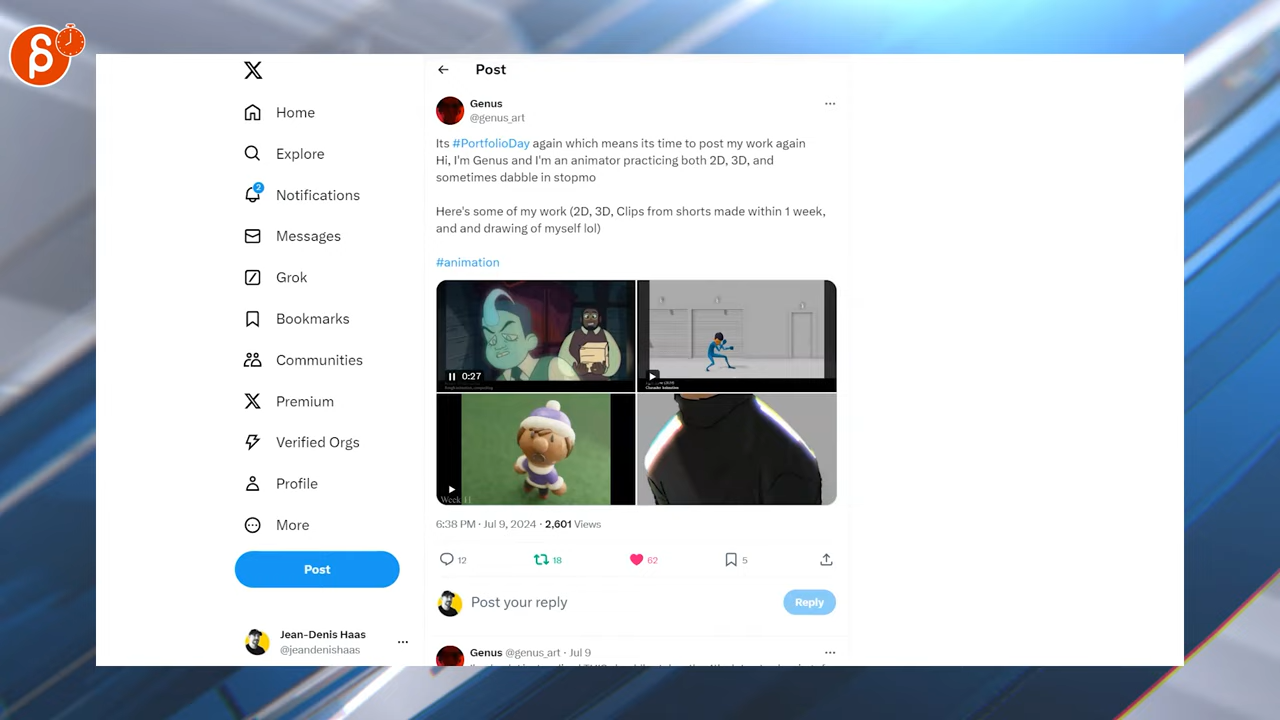 Post
Genus
@genus_art
Its #PortfolioDay again which means its time to post my work again
Hi, I'm Genus and I'm an animator practicing both 2D, 3D, and
sometimes dabble in stopmo
Here's some of my work (2D, 3D, Clips from shorts made within 1 week,
and and drawing of myself lol)
#animation
0:27
Character Animation
Week 11
6:38 PM · Jul 9, 2024 · 2,601 Views
12
18
62
5
Post your reply
Reply
Genus @genus_art · Jul 9
Home
Explore
2
Notifications
Messages
Grok
Bookmarks
Communities
Premium
Verified Orgs
Profile
More
Post
Jean-Denis Haas
@jeandenishaas